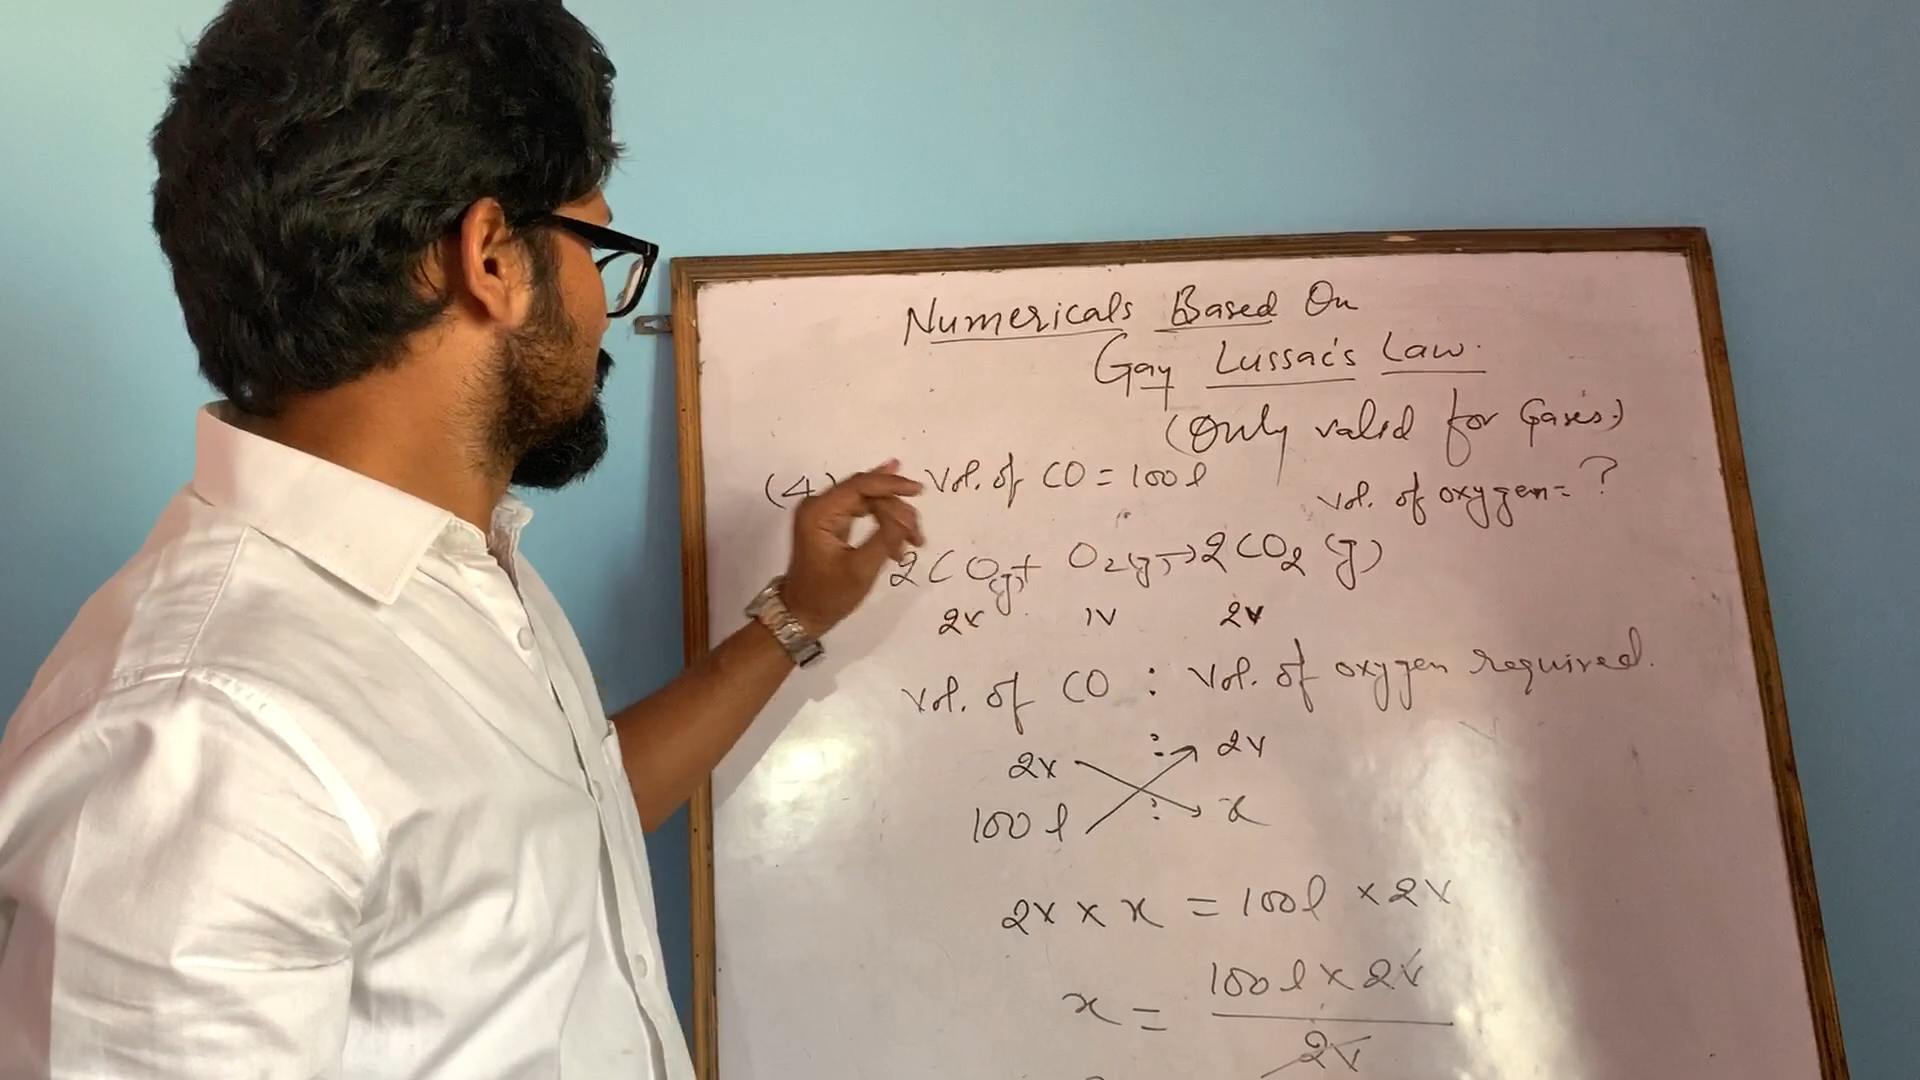 Numericals Based On
Gay Lussac's Law.
(Only valid for Gases.)
(4) Vol. of CO = 100 l
Vol. of oxygen = ?
2CO(g) + O2(g) → 2CO2 (g)
2V 1V 2V
Vol. of CO : Vol. of oxygen required.
2V : 2V
100 l : x
2V × x = 100 l × 2V
x = 100 l × 2V
2V